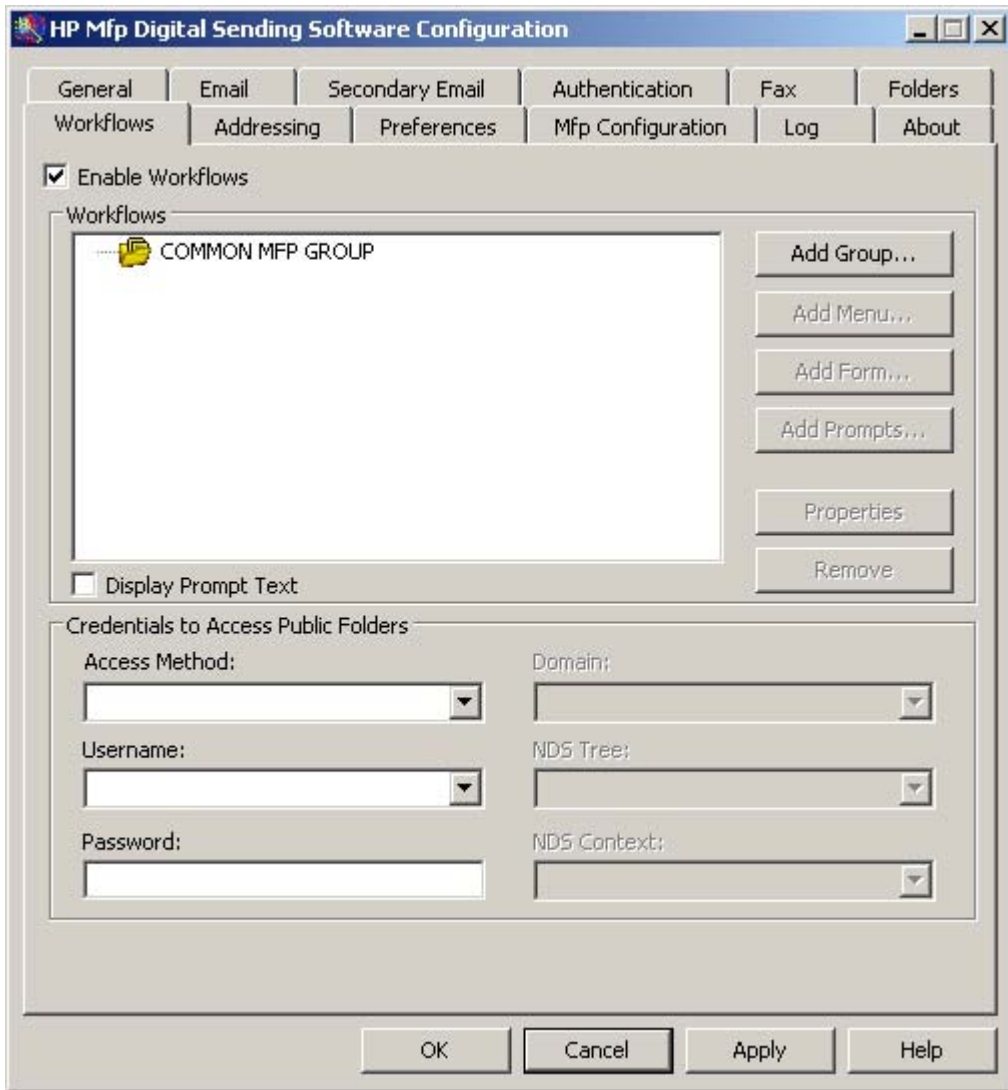 HP Mfp Digital Sending Software Configuration
General Email Secondary Email Authentication Fax Folders
Workflows Addressing Preferences Mfp Configuration Log About
Enable Workflows
Workflows
COMMON MFP GROUP
Add Group...
Add Menu...
Add Form...
Add Prompts...
Properties
Remove
Display Prompt Text
Credentials to Access Public Folders
Access Method:
Domain:
Username:
NDS Tree:
Password:
NDS Context:
OK Cancel Apply Help